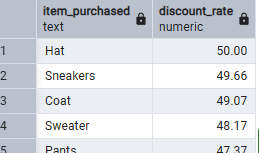 item_purchased discount_rate
text numeric
1 Hat 50.00
2 Sneakers 49.66
3 Coat 49.07
4 Sweater 48.17
5 Pants 47.37